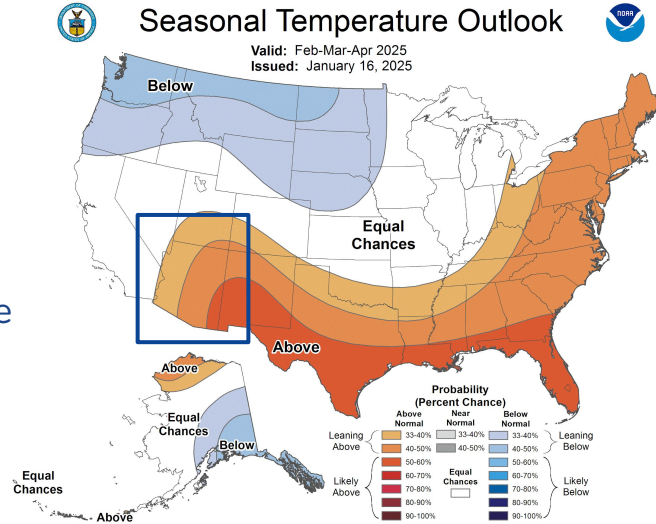 Seasonal Temperature Outlook
NOAA
Valid: Feb-Mar-Apr 2025
Issued: January 16, 2025
Below
Equal
Chances
e
Above
Above
Equal
Chances
Below
Equal
Chances
Above
Probability
(Percent Chance)
Above Normal
Near Normal
Below Normal
Leaning Above
33-40%
33-40%
33-40%
Leaning Below
40-50%
40-50%
40-50%
Likely Above
50-60%
60-70%
70-80%
80-90%
90-100%
Equal Chances
50-60%
60-70%
70-80%
80-90%
90-100%
Likely Below